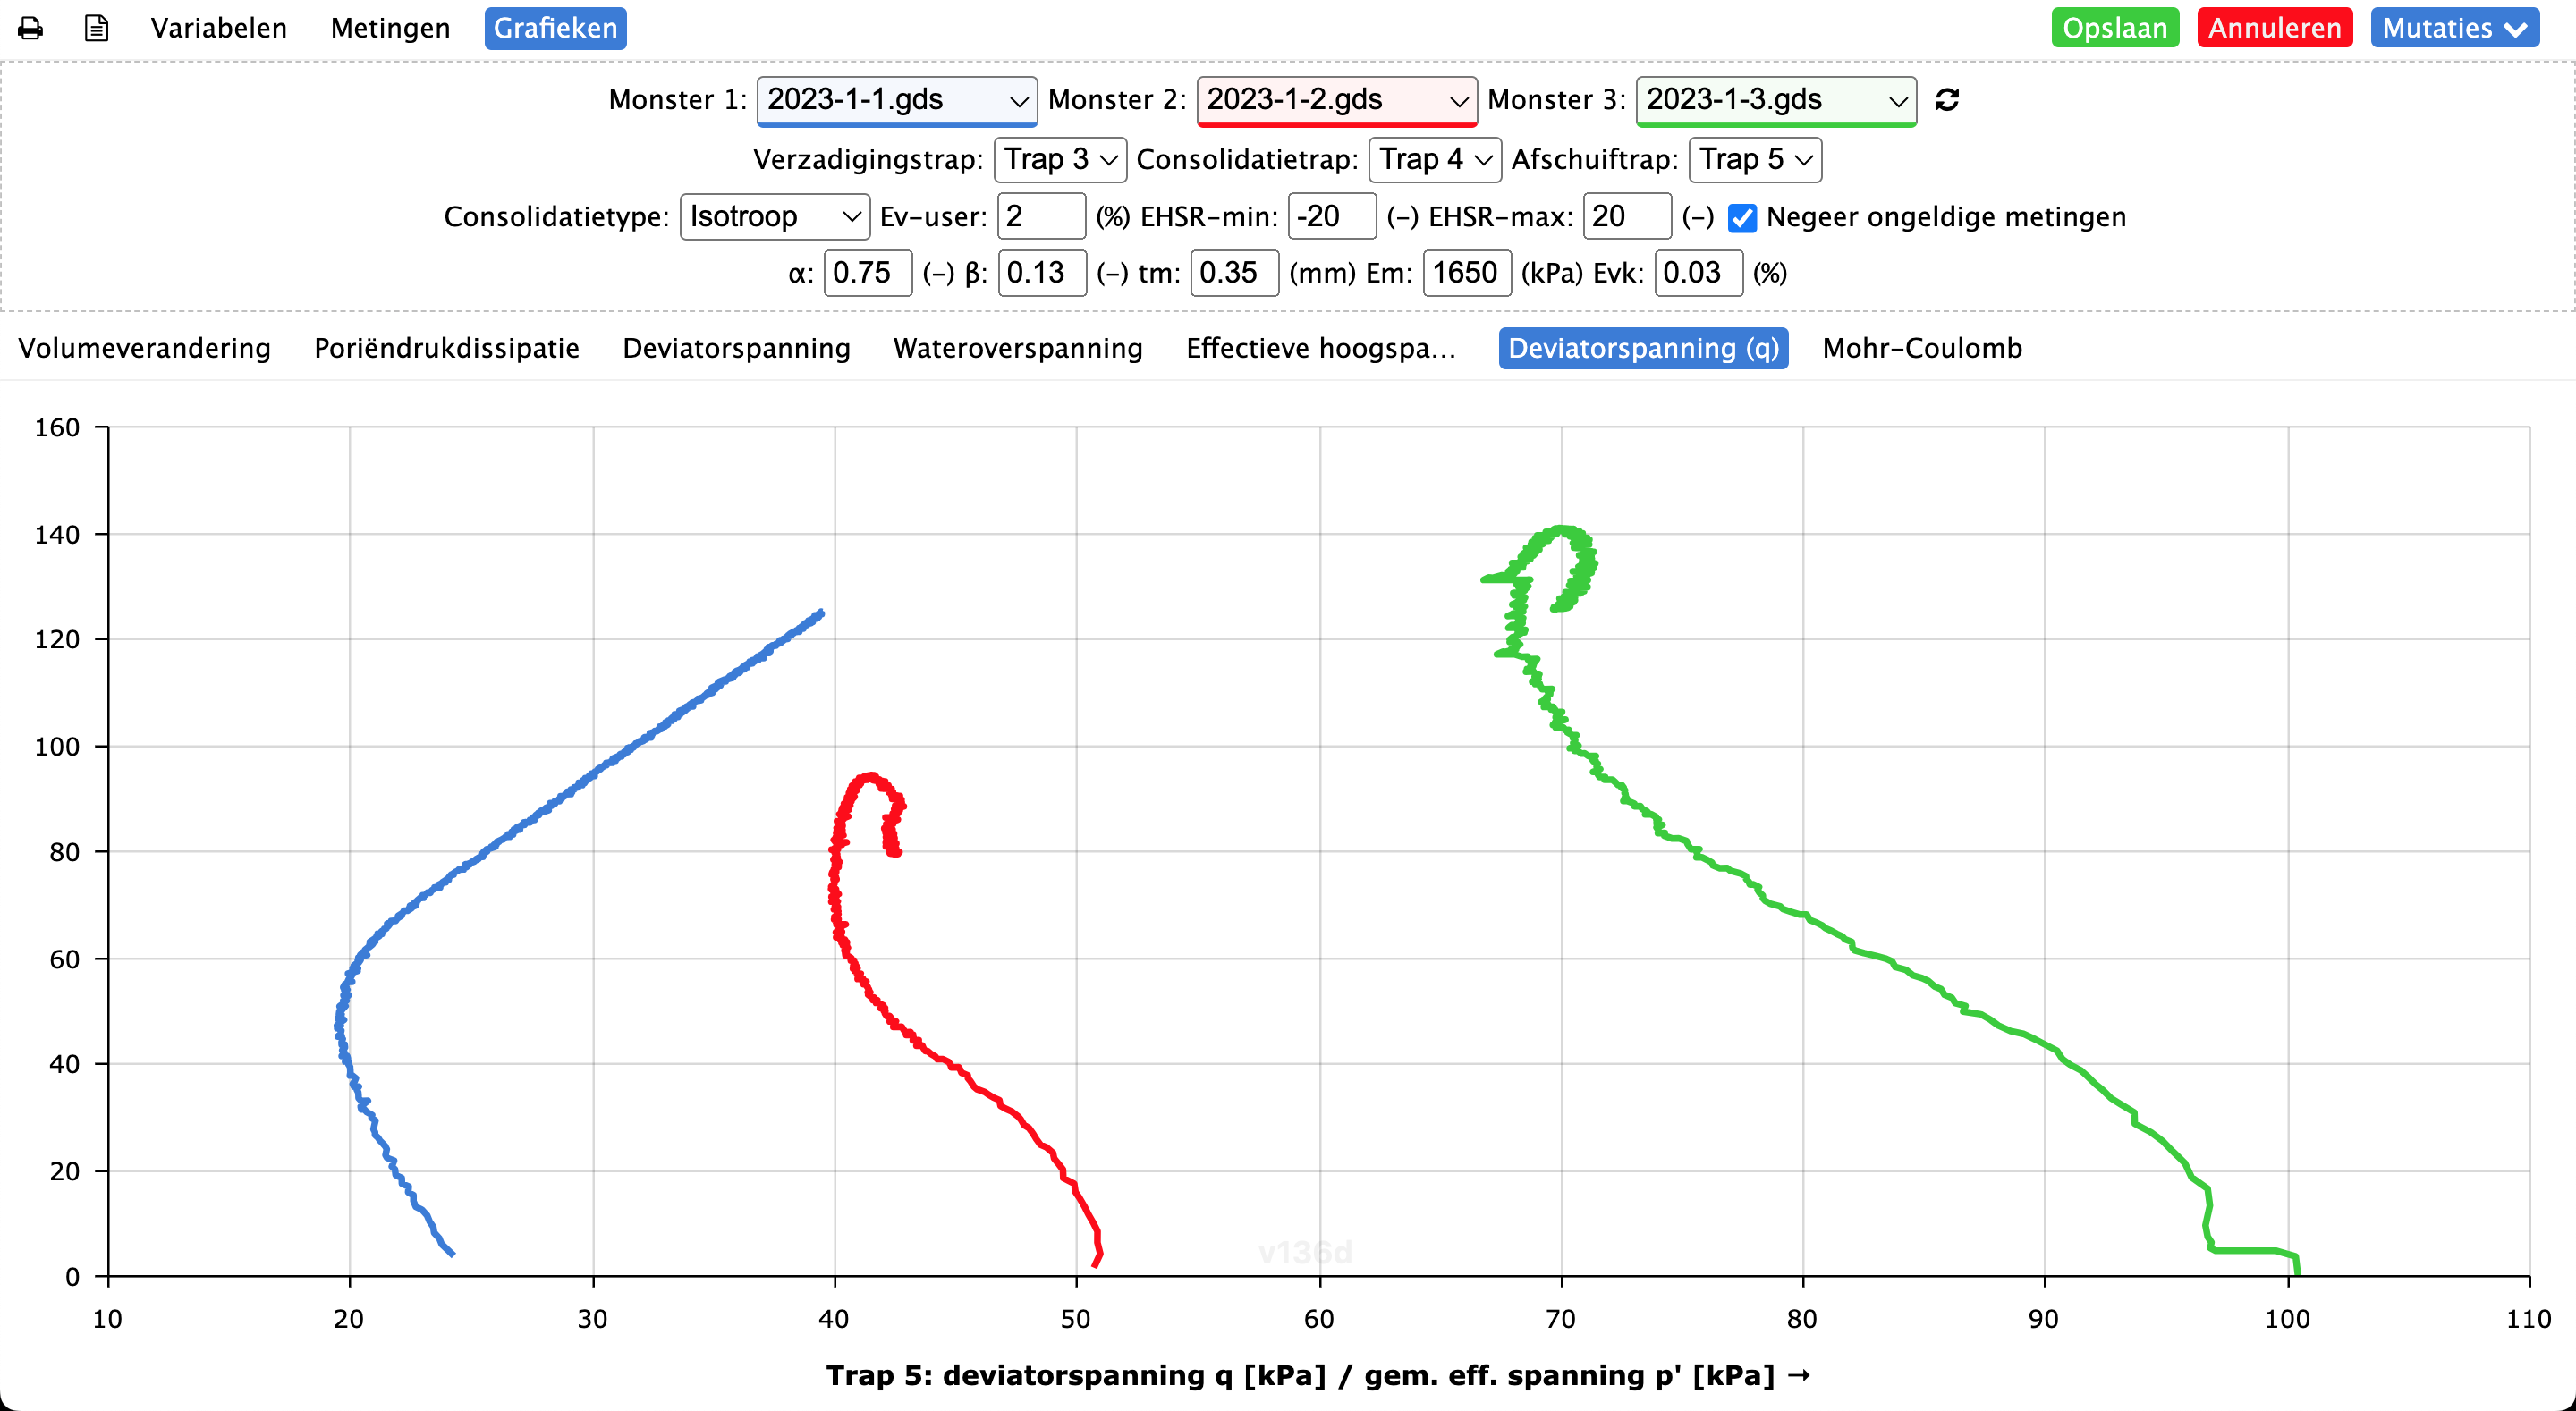 Variabelen Metingen Grafieken Opslaan Annuleren Mutaties
Monster 1: 2023-1-1.gds Monster 2: 2023-1-2.gds Monster 3: 2023-1-3.gds
Verzadigingstrap: Trap 3 Consolidatietrap: Trap 4 Afschuiftrap: Trap 5
Consolidatietype: Isotroop Ev-user: 2 (%) EHSR-min: -20 (-) EHSR-max: 20 (-) Negeer ongeldige metingen
α: 0.75 (-) β: 0.13 (-) tm: 0.35 (mm) Em: 1650 (kPa) Evk: 0.03 (%)
Volumeverandering Poriëndrukdissipatie Deviatorspanning Wateroverspanning Effectieve hoogspa... Deviatorspanning (q) Mohr-Coulomb
160
140
120
100
80
60
40
20
v136d
0
10 20 30 40 50 60 70 80 90 100 110
Trap 5: deviatorspanning q [kPa] / gem. eff. spanning p' [kPa] →